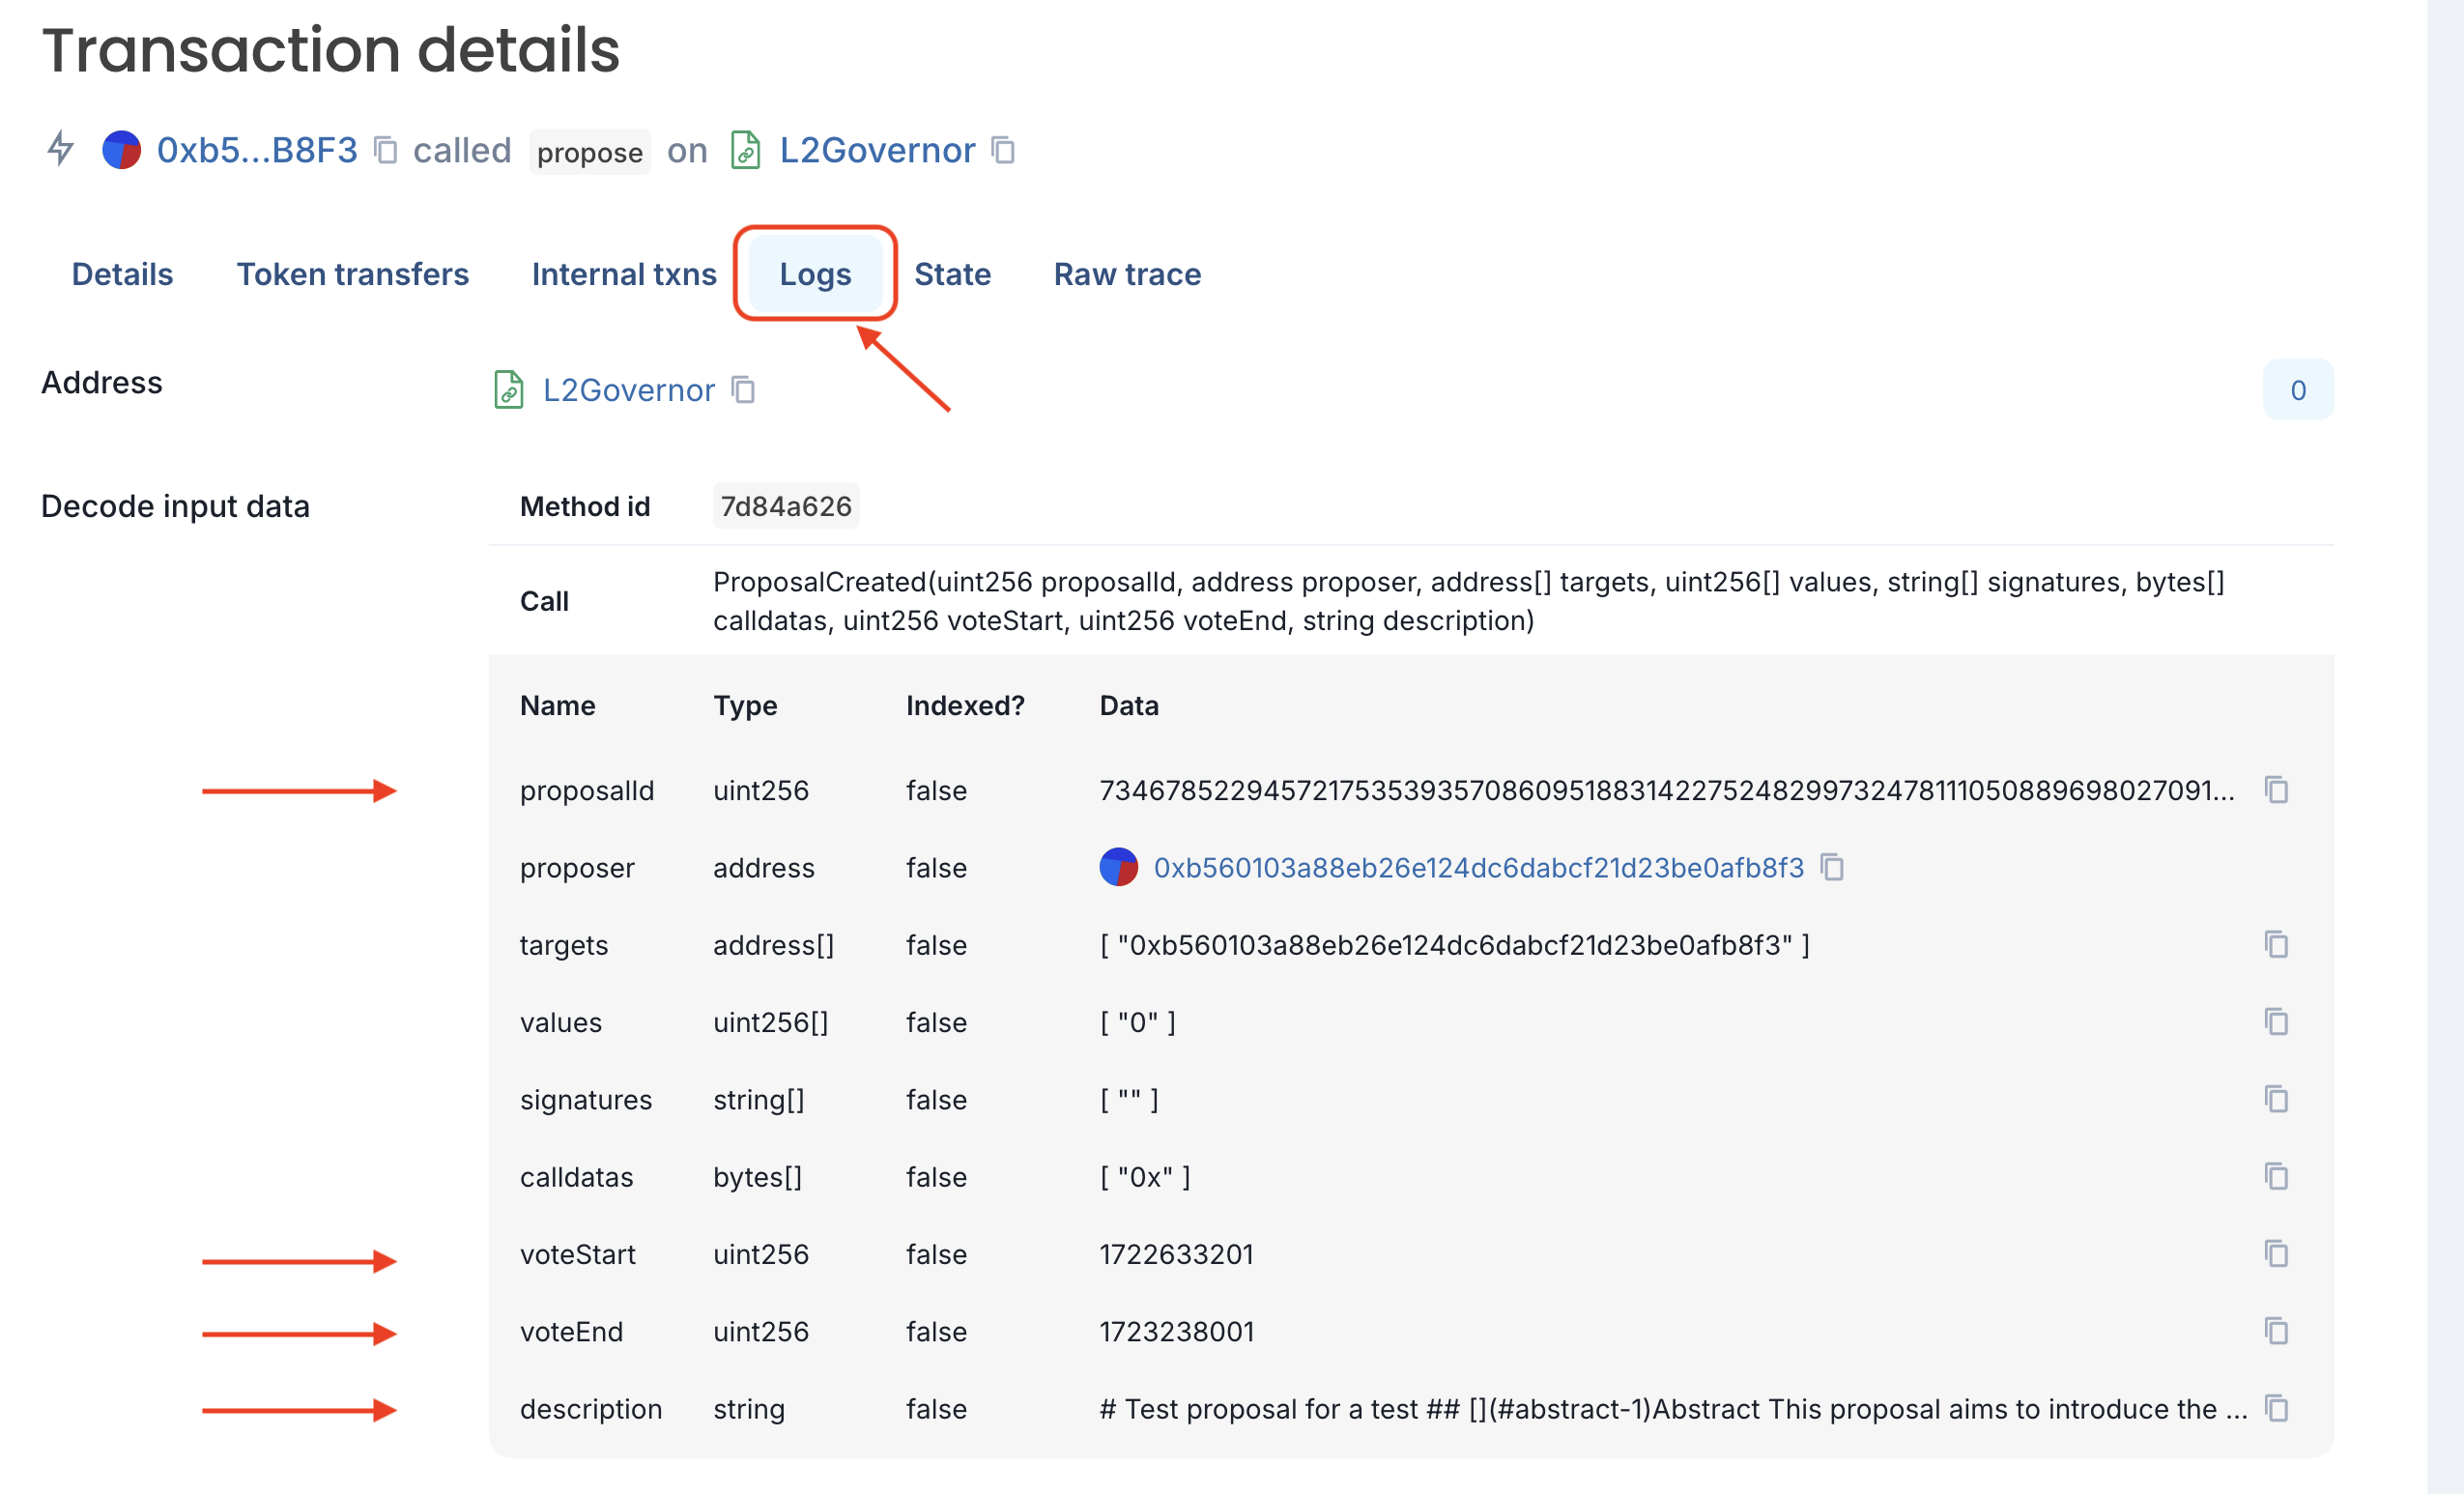 Transaction details
0xb5...B8F3 called propose on L2Governor
Details Token transfers Internal txns Logs State Raw trace
Address L2Governor 0
Decode input data Method id 7d84a626
Call ProposalCreated(uint256 proposalId, address proposer, address[] targets, uint256[] values, string[] signatures, bytes[]
calldatas, uint256 voteStart, uint256 voteEnd, string description)
Name Type Indexed? Data
proposalId uint256 false 7346785229457217535393570860951883142275248299732478111050889698027091...
proposer address false 0xb560103a88eb26e124dc6dabcf21d23be0afb8f3
targets address[] false [ "0xb560103a88eb26e124dc6dabcf21d23be0afb8f3" ]
values uint256[] false [ "0" ]
signatures string[] false [ "" ]
calldatas bytes[] false [ "0x" ]
voteStart uint256 false 1722633201
voteEnd uint256 false 1723238001
description string false # Test proposal for a test ## [](#abstract-1)Abstract This proposal aims to introduce the ...